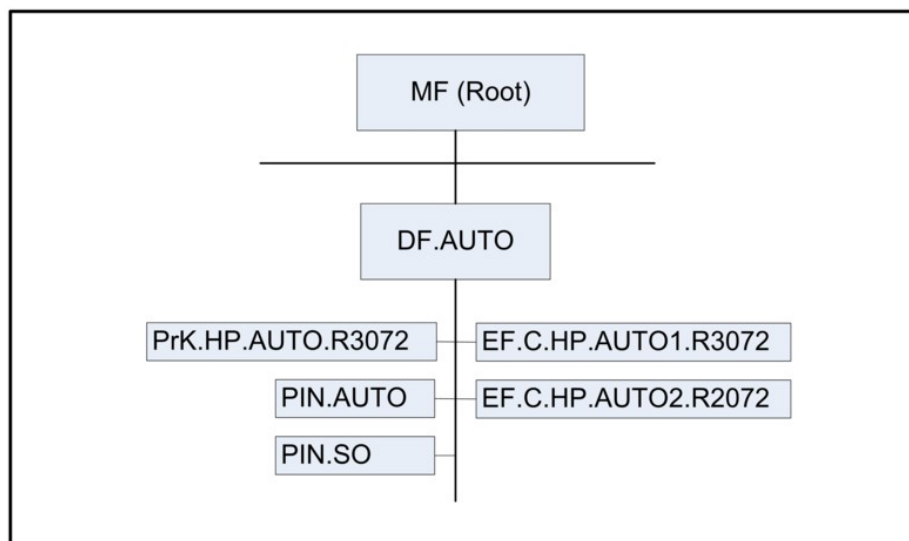 MF (Root)
DF.AUTO
PrK.HP.AUTO.R3072
EF.C.HP.AUTO1.R3072
PIN.AUTO
EF.C.HP.AUTO2.R2072
PIN.SO